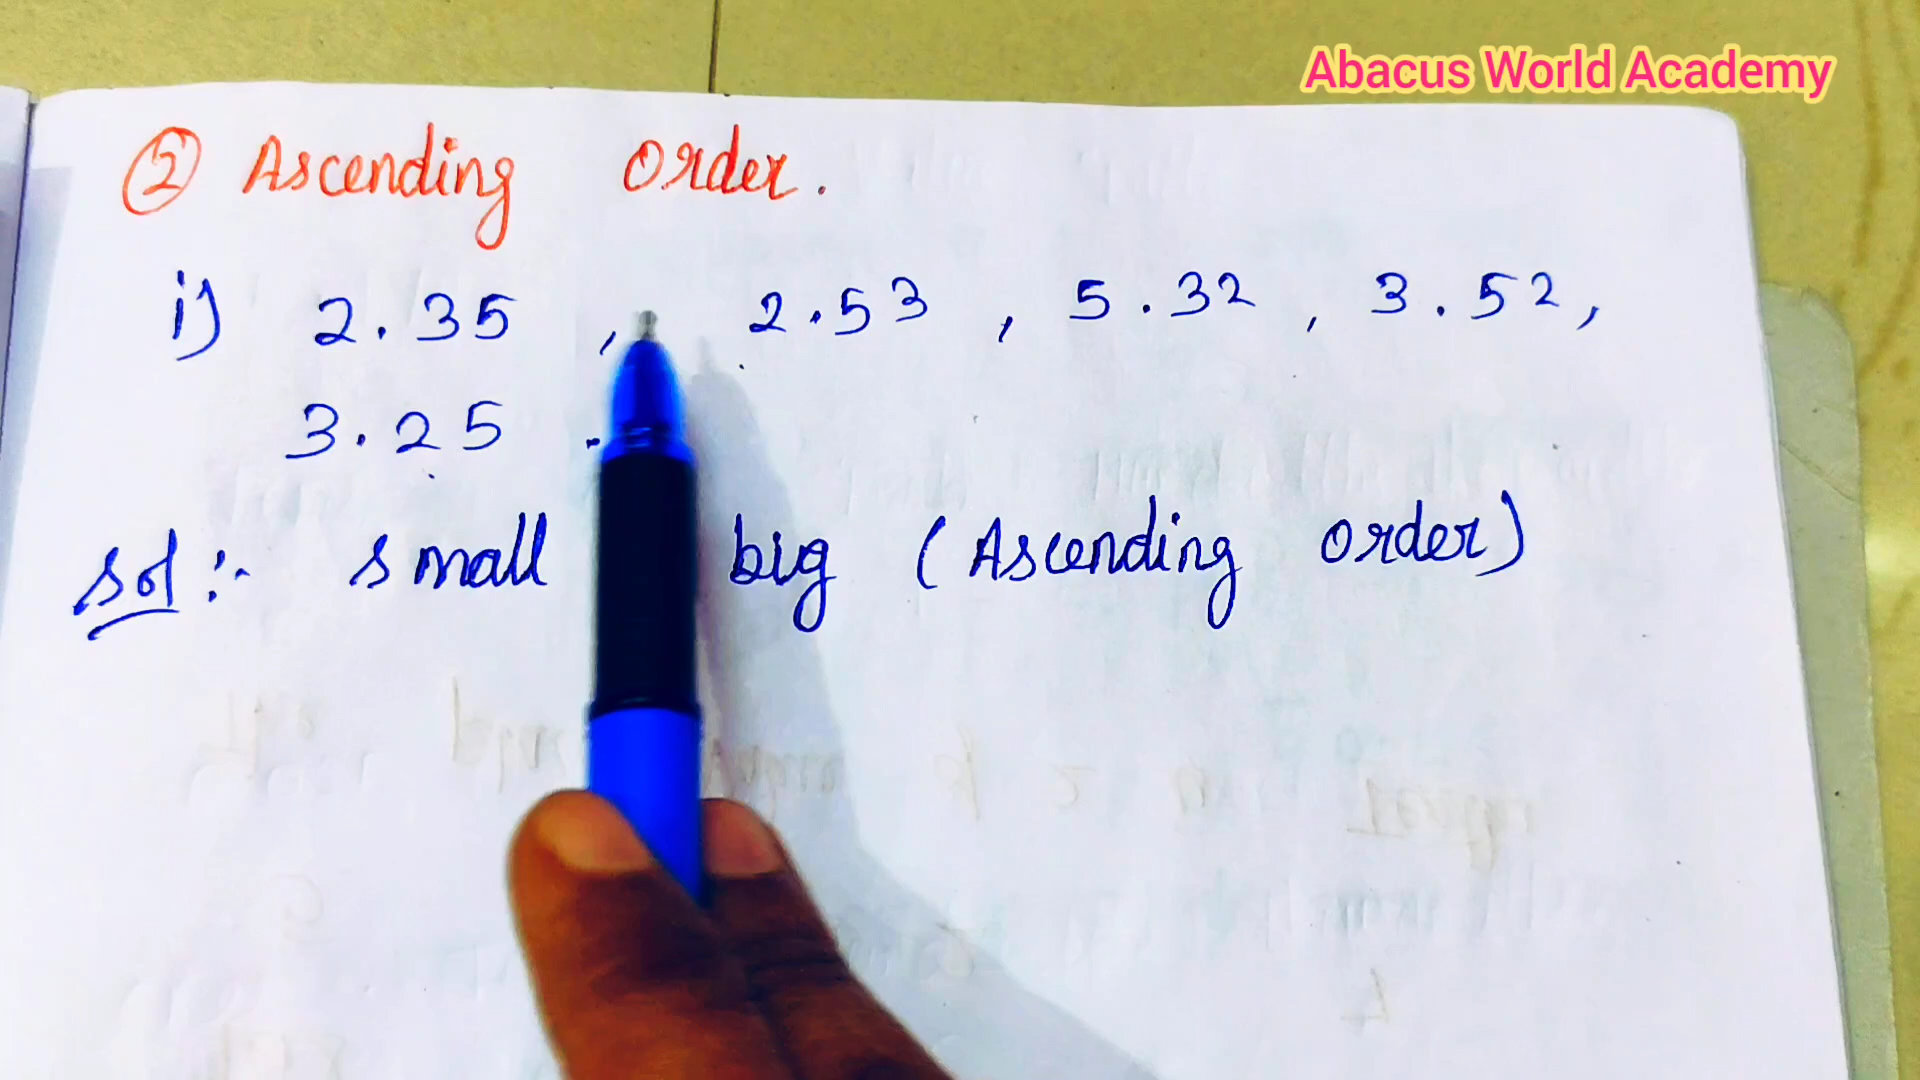 Abacus World Academy
② Ascending Order.
i) 2.35 , 2.53 , 5.32 , 3.52 ,
3.25 .
Sol :- small big (Ascending order)